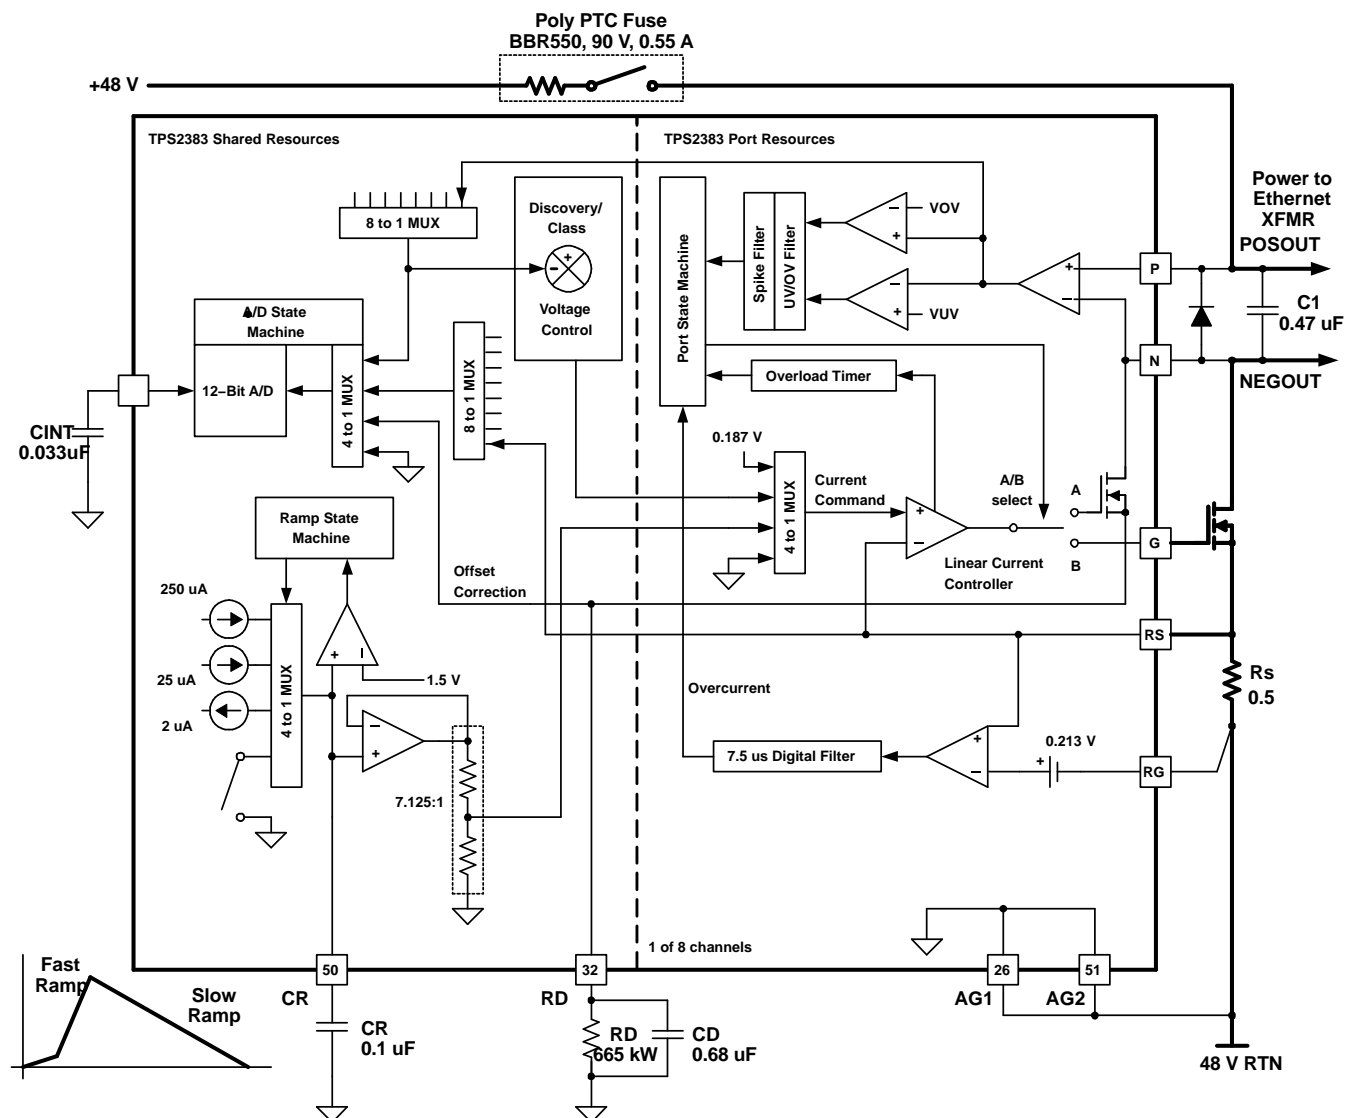 Poly PTC Fuse
BBR550, 90 V, 0.55 A
+48 V
TPS2383 Shared Resources
TPS2383 Port Resources
8 to 1 MUX
Discovery/
Class
+
−
Voltage
Control
Port State Machine
Spike Filter
UV/OV Filter
−
+
VOV
−
+
VUV
+
−
P
N
Power to
Ethernet
XFMR
POSOUT
C1
0.47 uF
NEGOUT
A/D State
Machine
12−Bit A/D
4 to 1 MUX
8 to 1 MUX
Overload Timer
CINT
0.033uF
0.187 V
4 to 1 MUX
Current
Command
+
−
A/B
select
A
B
G
Linear Current
Controller
Ramp State
Machine
Offset
Correction
250 uA
25 uA
2 uA
4 to 1 MUX
+
−
1.5 V
−
+
7.125:1
RS
Rs
0.5
Overcurrent
7.5 us Digital Filter
+
−
0.213 V
+
RG
1 of 8 channels
50
32
26
51
CR
RD
AG1
AG2
Fast
Ramp
Slow
Ramp
CR
0.1 uF
RD
665 kW
CD
0.68 uF
48 V RTN